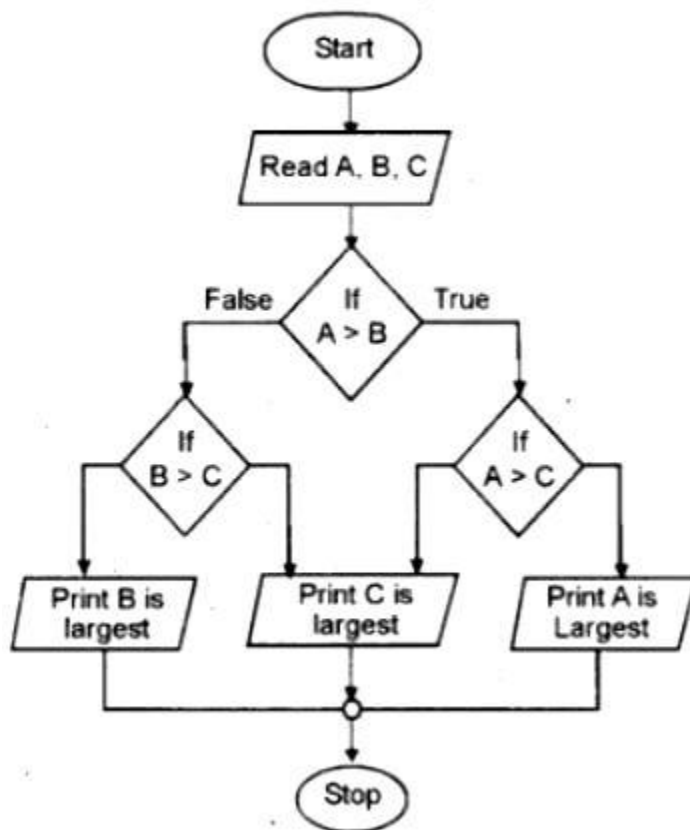 Start
Read A, B, C
False
If
A > B
True
If
B > C
If
A > C
Print B is
largest
Print C is
largest
Print A is
Largest
Stop